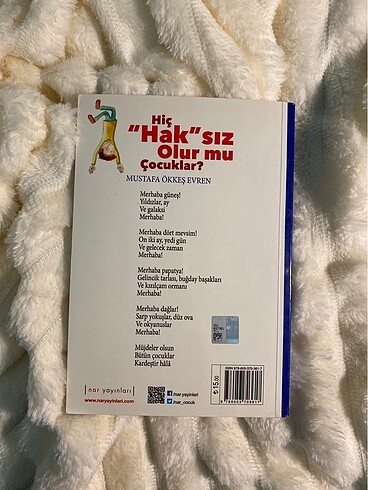 Hiç
"Hak"sız
Olur mu
Çocuklar?
MUSTAFA ÖKKEŞ EVREN
Merhaba güneş!
Yıldızlar, ay
Ve galaksi
Merhaba!
Merhaba dört mevsim!
On iki ay, yedi gün
Ve gelecek zaman
Merhaba!
Merhaba papatya!
Gelincik tarlası, buğday başakları
Ve kızılçam ormanı
Merhaba!
Merhaba dağlar!
Sarp yokuşlar, düz ova
Ve okyanuslar
Merhaba!
Müjdeler olsun
Bütün çocuklar
Kardeştir hâlâ
nar yayınları
www.naryayinlari.com
nar yayinlari
/nar_cocuk
₺ 15.00